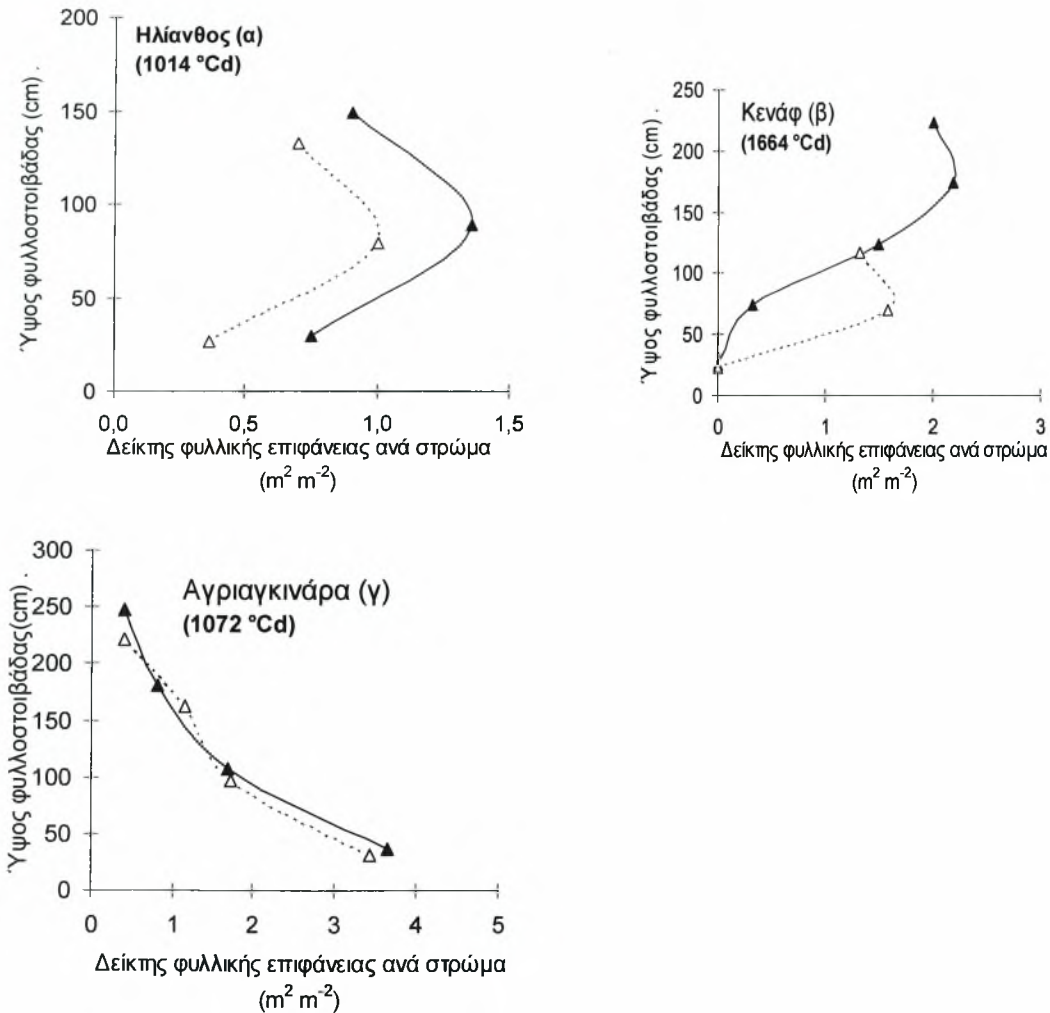 Ηλίανθος (α)
(1014 °Cd)
Ύψος φυλλοστοιβάδας (cm) .
200
150
100
50
0
0,0 0,5 1,0 1,5
Δείκτης φυλλικής επιφάνειας ανά στρώμα
(m² m⁻²)
Κενάφ (β)
(1664 °Cd)
Ύψος φυλλοστοιβάδας (cm) .
250
200
150
100
50
0
0 1 2 3
Δείκτης φυλλικής επιφάνειας ανά στρώμα
(m² m⁻²)
Αγριαγκινάρα (γ)
(1072 °Cd)
Ύψος φυλλοστοιβάδας(cm) .
300
250
200
150
100
50
0
0 1 2 3 4 5
Δείκτης φυλλικής επιφάνειας ανά στρώμα
(m² m⁻²)